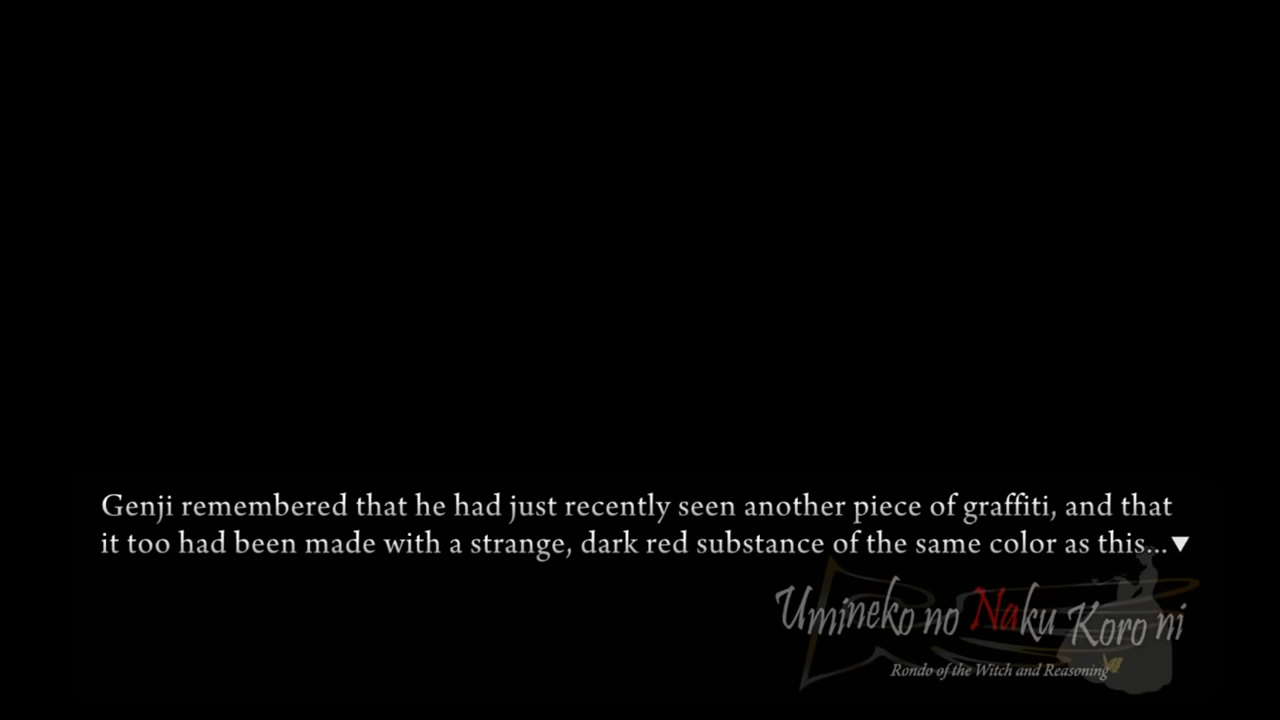 Genji remembered that he had just recently seen another piece of graffiti, and that
it too had been made with a strange, dark red substance of the same color as this...▼
Umineko no Naku Koro ni
Rondo of the Witch and Reasoning